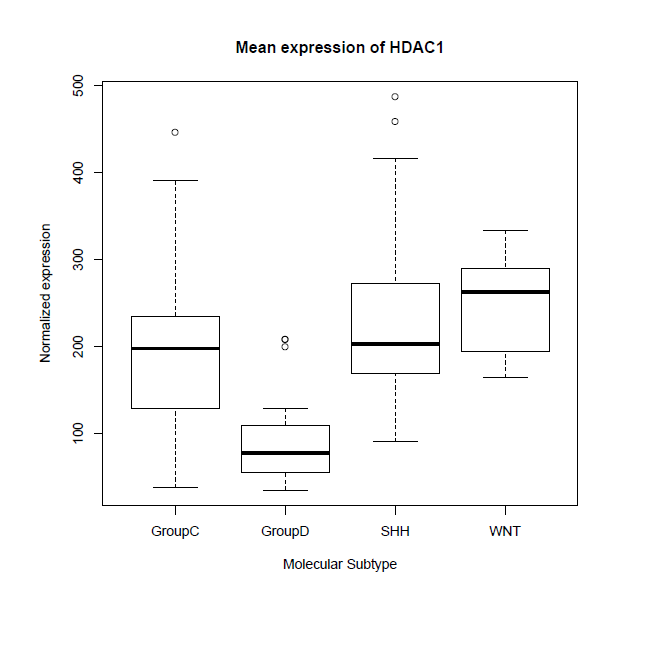 Mean expression of HDAC1
Normalized expression
500
400
300
200
100
GroupC GroupD SHH WNT
Molecular Subtype